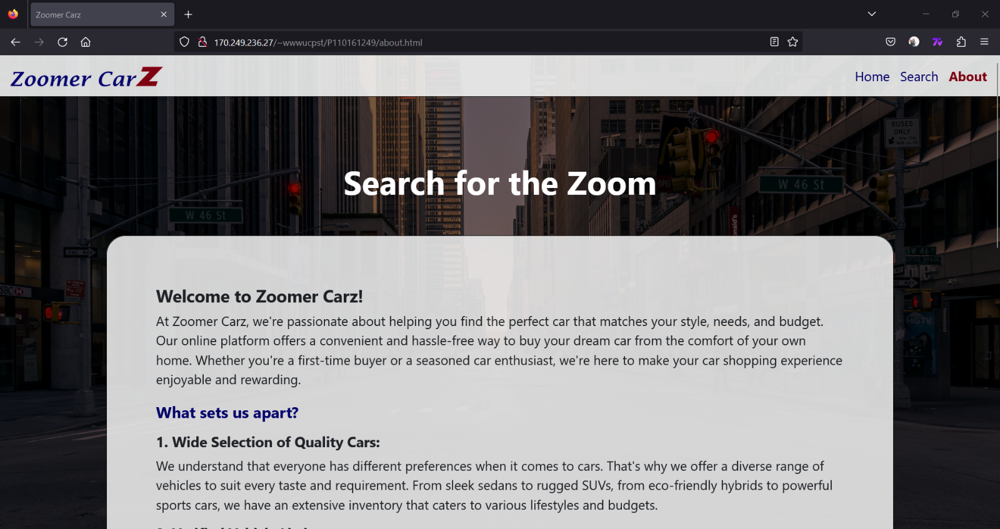 Zoomer Carz
170.249.236.27/~wwwucpst/P110161249/about.html
Zoomer CarZ
Home Search About
BUSES
ONLY
Search for the Zoom
W 46 St
W 46 St
McDonald's
ONE WAY
W 46
HSBC
HGTV
Welcome to Zoomer Carz!
At Zoomer Carz, we're passionate about helping you find the perfect car that matches your style, needs, and budget.
Our online platform offers a convenient and hassle-free way to buy your dream car from the comfort of your own
home. Whether you're a first-time buyer or a seasoned car enthusiast, we're here to make your car shopping experience
enjoyable and rewarding.
What sets us apart?
1. Wide Selection of Quality Cars:
We understand that everyone has different preferences when it comes to cars. That's why we offer a diverse range of
vehicles to suit every taste and requirement. From sleek sedans to rugged SUVs, from eco-friendly hybrids to powerful
sports cars, we have an extensive inventory that caters to various lifestyles and budgets.